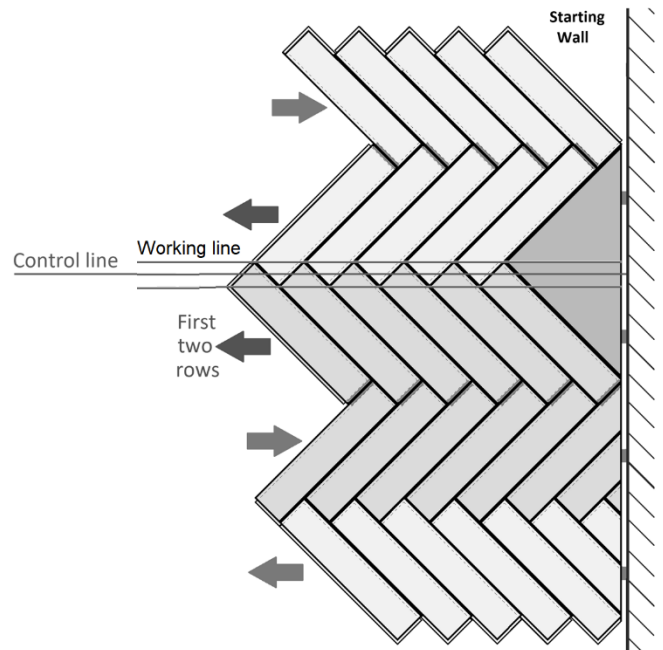 Starting
Wall
Working line
Control line
First
two
rows